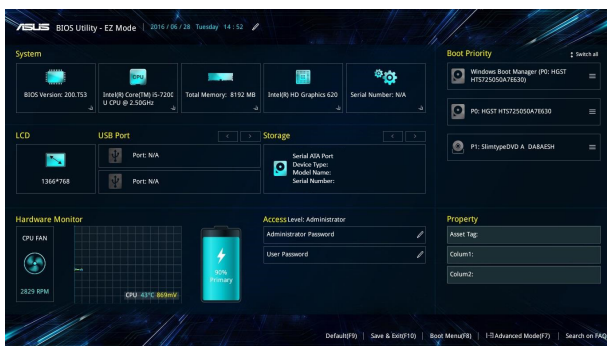 ASUS BIOS Utility - EZ Mode | 2016 / 06 / 28 Tuesday 14 : 52
System
BIOS Version: 200.T53
Intel(R) Core(TM) i5-7200
U CPU @ 2.50GHz
Total Memory: 8192 MB
Intel(R) HD Graphics 620
Serial Number: N/A
Boot Priority
Switch all
Windows Boot Manager (P0: HGST
HTS725050A7E630)
P0: HGST HTS725050A7E630
P1: SlimtypeDVD A DA8AESH
LCD
1366*768
USB Port
Port: N/A
Port: N/A
Storage
Serial ATA Port
Device Type:
Model Name:
Serial Number:
Hardware Monitor
CPU FAN
2829 RPM
CPU 43°C 869mV
90%
Primary
Access Level: Administrator
Administrator Password
User Password
Property
Asset Tag:
Colum1:
Colum2:
Default(F9) | Save & Exit(F10) | Boot Menu(F8) | Advanced Mode(F7) | Search on FAQ